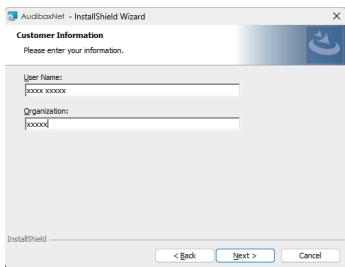 AudiboxNet - InstallShield Wizard
Customer Information
Please enter your information.
User Name:
xxxx xxxxx
Organization:
xxxxx
InstallShield
< Back Next > Cancel